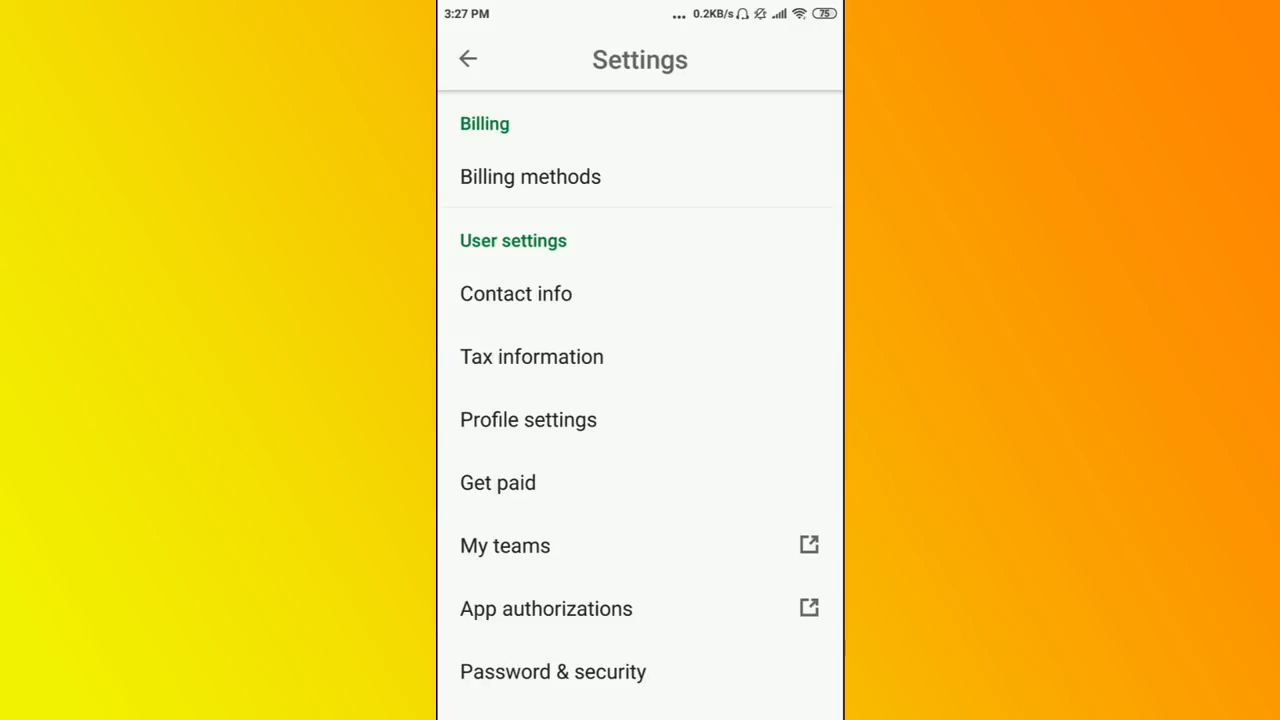 3:27 PM ... 0.2KB/s 75
Settings
Billing
Billing methods
User settings
Contact info
Tax information
Profile settings
Get paid
My teams
App authorizations
Password & security